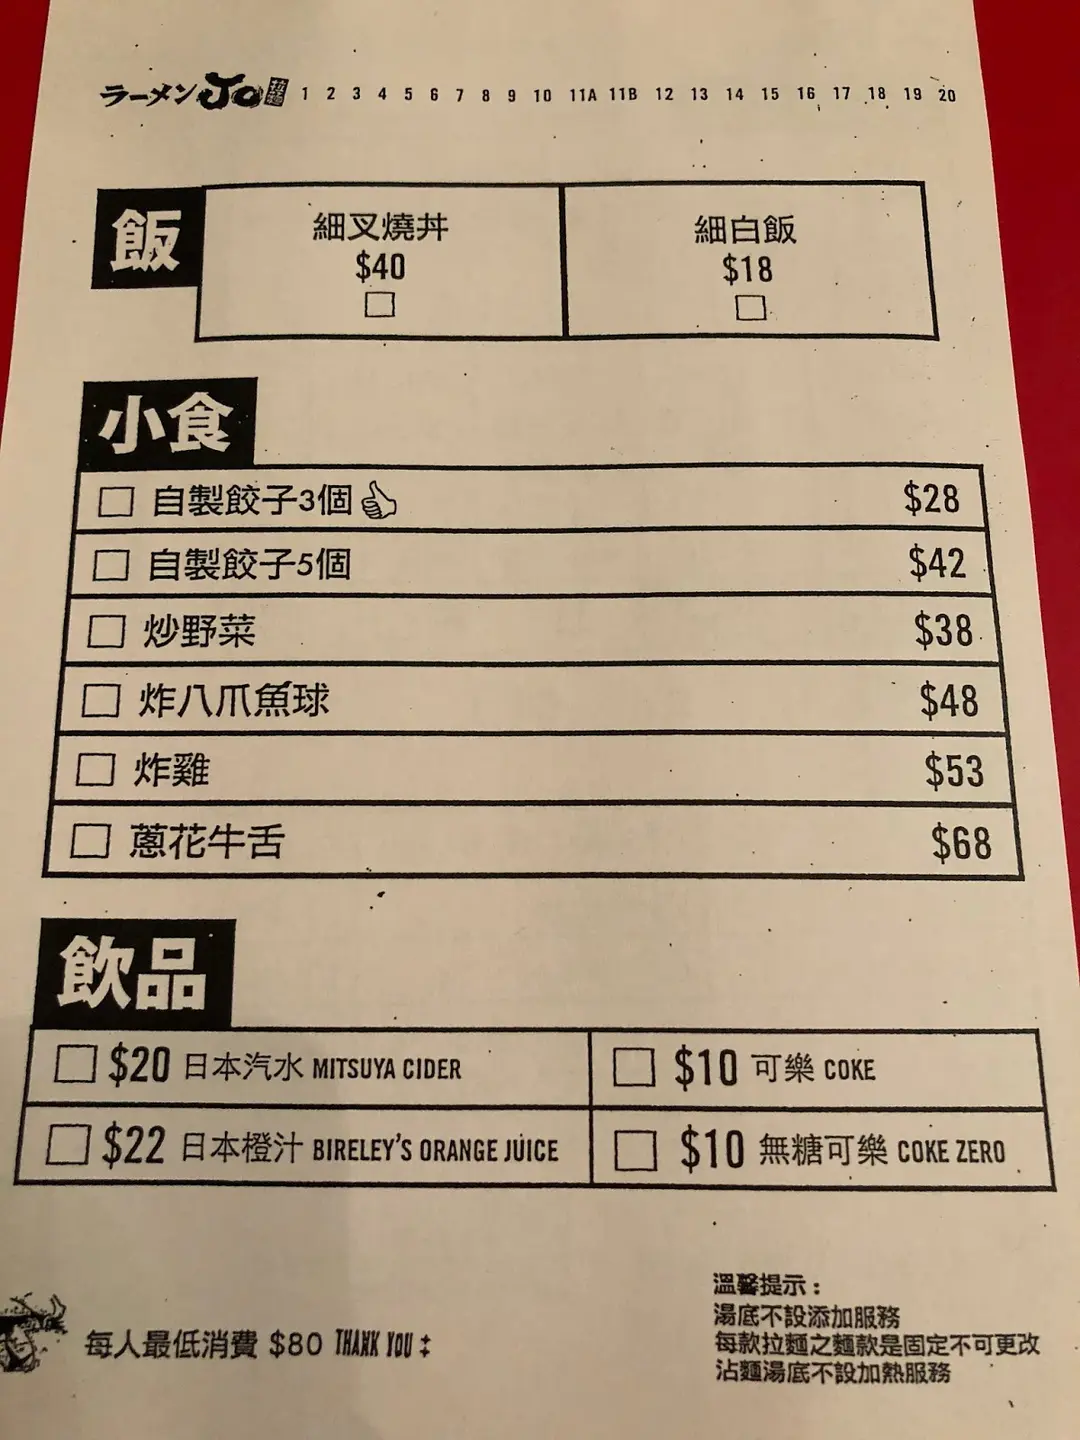 ラーメン Jo 拉麵 1 2 3 4 5 6 7 8 9 10 11A 11B 12 13 14 15 16 17 18 19 20
飯
細叉燒丼 細白飯
$40 $18
小食
自製餃子3個 $28
自製餃子5個 $42
炒野菜 $38
炸八爪魚球 $48
炸雞 $53
蔥花牛舌 $68
飲品
$20 日本汽水 MITSUYA CIDER $10 可樂 COKE
$22 日本橙汁 BIRELEY'S ORANGE JUICE $10 無糖可樂 COKE ZERO
溫馨提示：
湯底不設添加服務
每款拉麵之麵款是固定不可更改
沾麵湯底不設加熱服務
每人最低消費 $80 THANK YOU